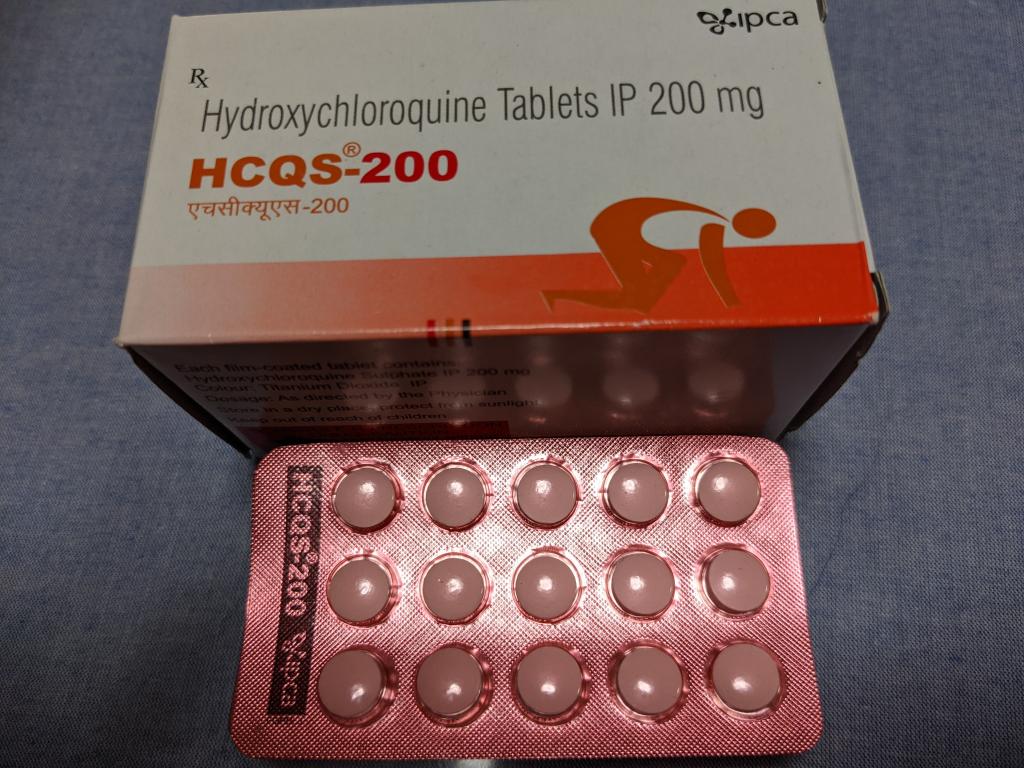 ipca
Rx
Hydroxychloroquine Tablets IP 200 mg
HCQS®-200
एचसीक्यूएस-200
Each film-coated tablet contains:
Hydroxychloroquine Sulphate IP 200 mg
Colour: Titanium Dioxide IP
Dosage: As directed by the Physician
Store in a dry place, protect from sunlight
Keep out of reach of children
HCQS®-200 ipca